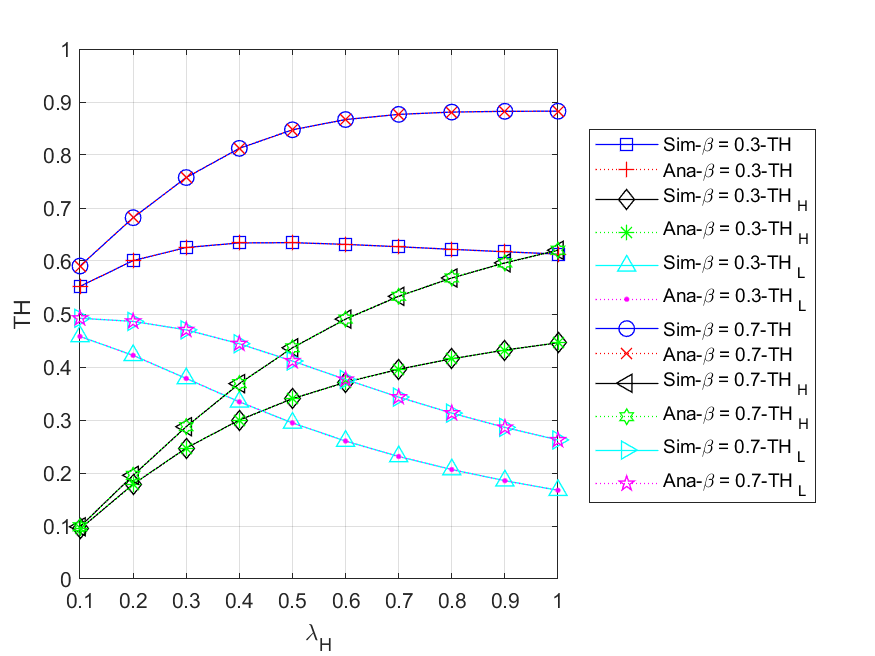 1
0.9
0.8
0.7
0.6
0.5
0.4
0.3
0.2
0.1
0
TH
0.1 0.2 0.3 0.4 0.5 0.6 0.7 0.8 0.9 1
λH
Sim-β = 0.3-TH
Ana-β = 0.3-TH
Sim-β = 0.3-TH H
Ana-β = 0.3-TH H
Sim-β = 0.3-TH L
Ana-β = 0.3-TH L
Sim-β = 0.7-TH
Ana-β = 0.7-TH
Sim-β = 0.7-TH H
Ana-β = 0.7-TH H
Sim-β = 0.7-TH L
Ana-β = 0.7-TH L